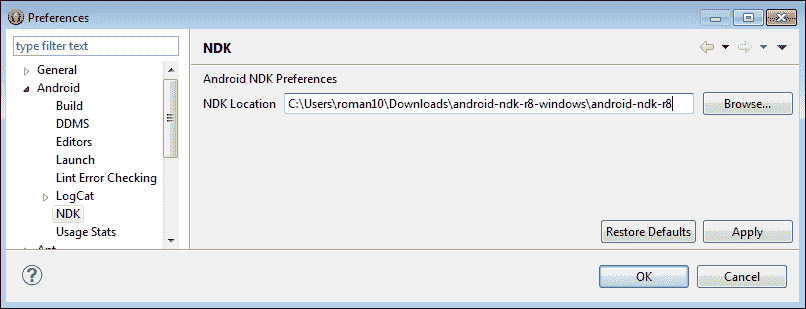 Preferences
type filter text
General
Android
Build
DDMS
Editors
Launch
Lint Error Checking
LogCat
NDK
Usage Stats
Ant
NDK
Android NDK Preferences
NDK Location C:\Users\roman10\Downloads\android-ndk-r8-windows\android-ndk-r8 Browse...
Restore Defaults Apply
? OK Cancel